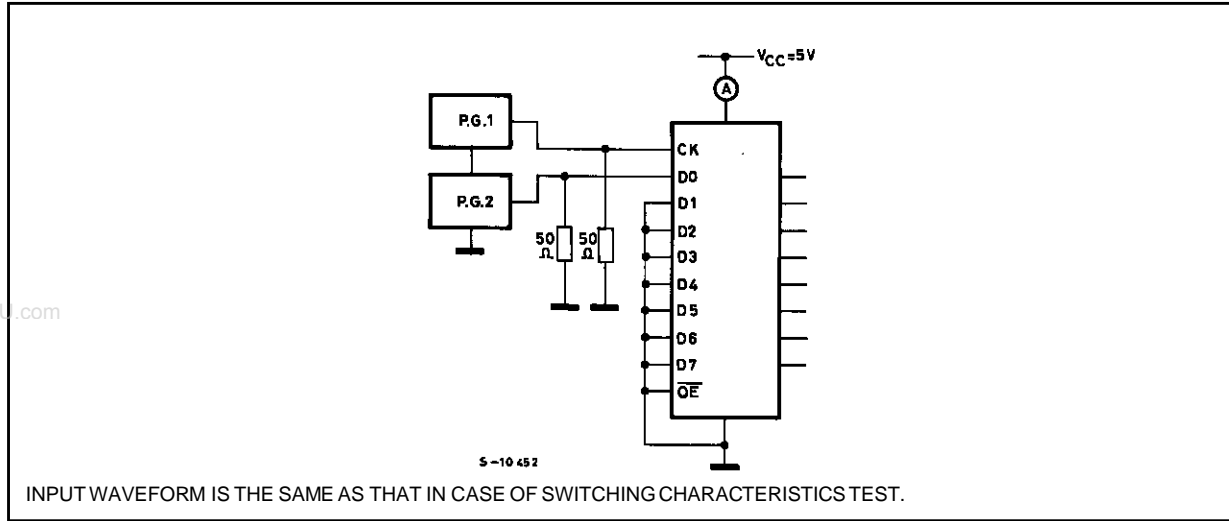 VCC=5V
A
P.G.1
CK
D0
P.G.2
D1
D2
50 Ω 50 Ω
D3
D4
U.com
D5
D6
D7
OE
S-10452
INPUT WAVEFORM IS THE SAME AS THAT IN CASE OF SWITCHING CHARACTERISTICS TEST.